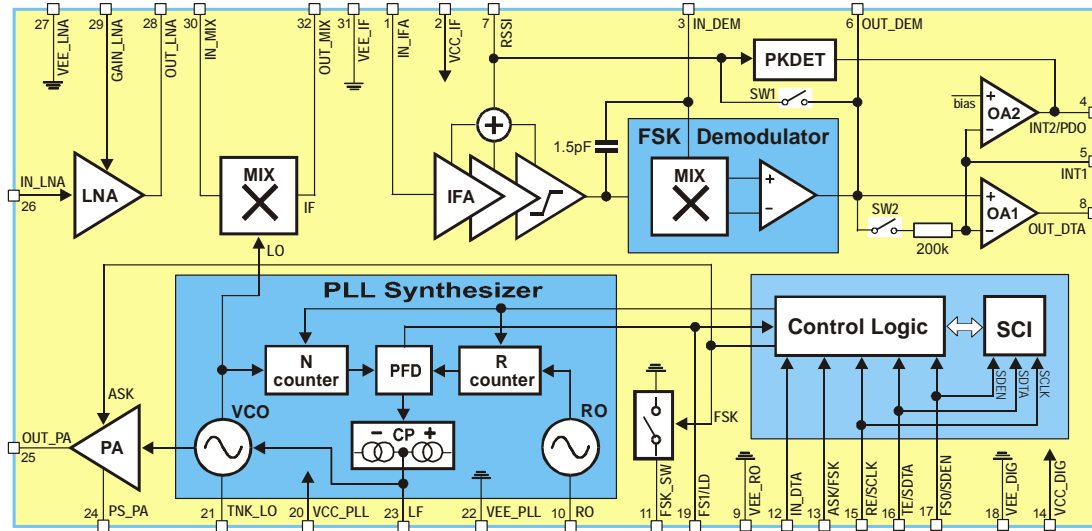 27 29 28 30 32 31 1 2 7 3 6
VEE_LNA
GAIN_LNA
OUT_LNA
IN_MIX
OUT_MIX
VEE_IF
IN_IFA
VCC_IF
RSSI
IN_DEM
OUT_DEM
PKDET
SW1
bias
+
OA2
−
4
INT2/PDO
5
INT1
1.5pF
FSK Demodulator
IN_LNA
26
LNA
MIX
IF
LO
+
IFA
MIX
+
−
SW2
200k
+
OA1
−
8
OUT_DTA
PLL Synthesizer
N counter
PFD
R counter
Control Logic
SCI
SDEN
SDTA
SCLK
ASK
VCO
− CP +
RO
FSK
OUT_PA
25
PA
24
PS_PA
21
TNK_LO
20
VCC_PLL
23
LF
22
VEE_PLL
10
RO
11
FSK_SW
19
FS1/LD
9
VEE_RO
12
IN_DTA
13
ASK/FSK
15
RE/SCLK
16
TE/SDTA
17
FS0/SDEN
18
VEE_DIG
14
VCC_DIG